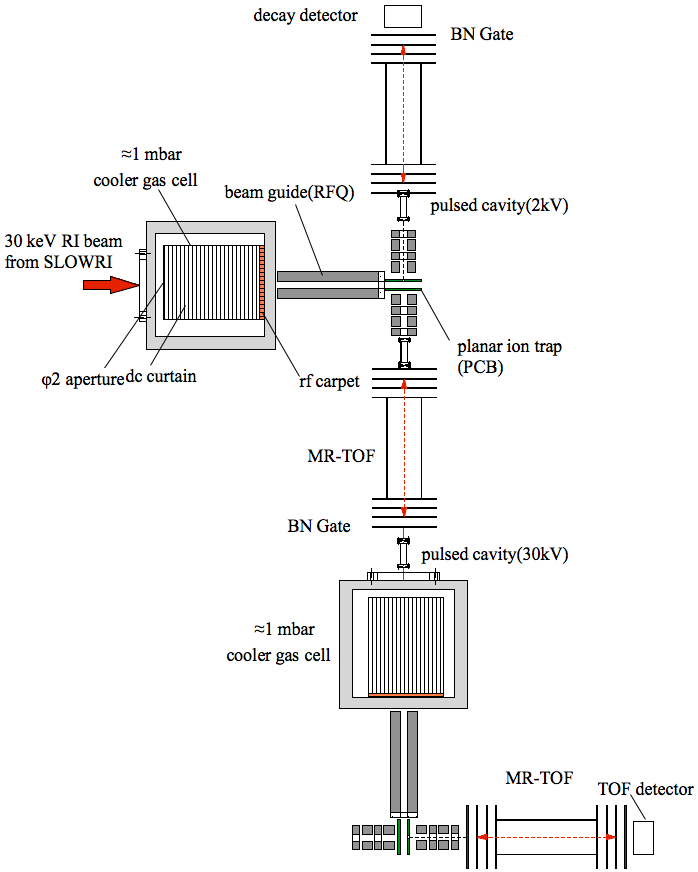 decay detector
BN Gate
≈1 mbar
cooler gas cell
beam guide(RFQ)
pulsed cavity(2kV)
30 keV RI beam
from SLOWRI
φ2 aperture
dc curtain
rf carpet
planar ion trap
(PCB)
MR-TOF
BN Gate
pulsed cavity(30kV)
≈1 mbar
cooler gas cell
MR-TOF
TOF detector